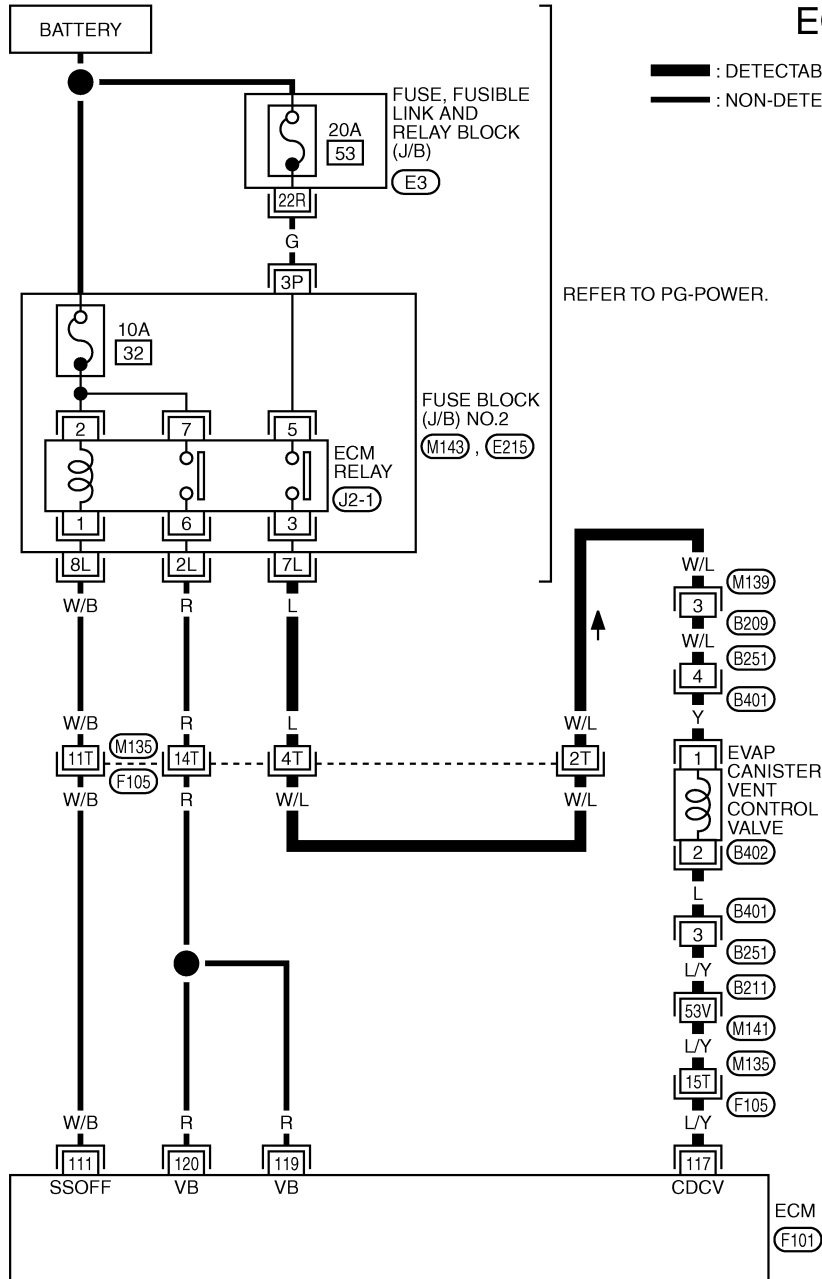 BATTERY
EC
: DETECTAB
: NON-DETE
FUSE, FUSIBLE
LINK AND
RELAY BLOCK
(J/B)
E3
20A
53
22R
G
3P
REFER TO PG-POWER.
10A
32
FUSE BLOCK
(J/B) NO.2
M143 , E215
2 7 5
ECM
RELAY
J2-1
1 6 3
8L 2L 7L
W/B R L
W/L
M139
3
B209
W/L
B251
4
B401
Y
W/B R L W/L
11T M135 14T 4T 2T
F105
W/B R W/L W/L
1
EVAP
CANISTER
VENT
CONTROL
VALVE
2 B402
L
B401
3
B251
L/Y
B211
53V
M141
L/Y
M135
15T
F105
W/B R R L/Y
111 120 119 117
SSOFF VB VB CDCV
ECM
F101